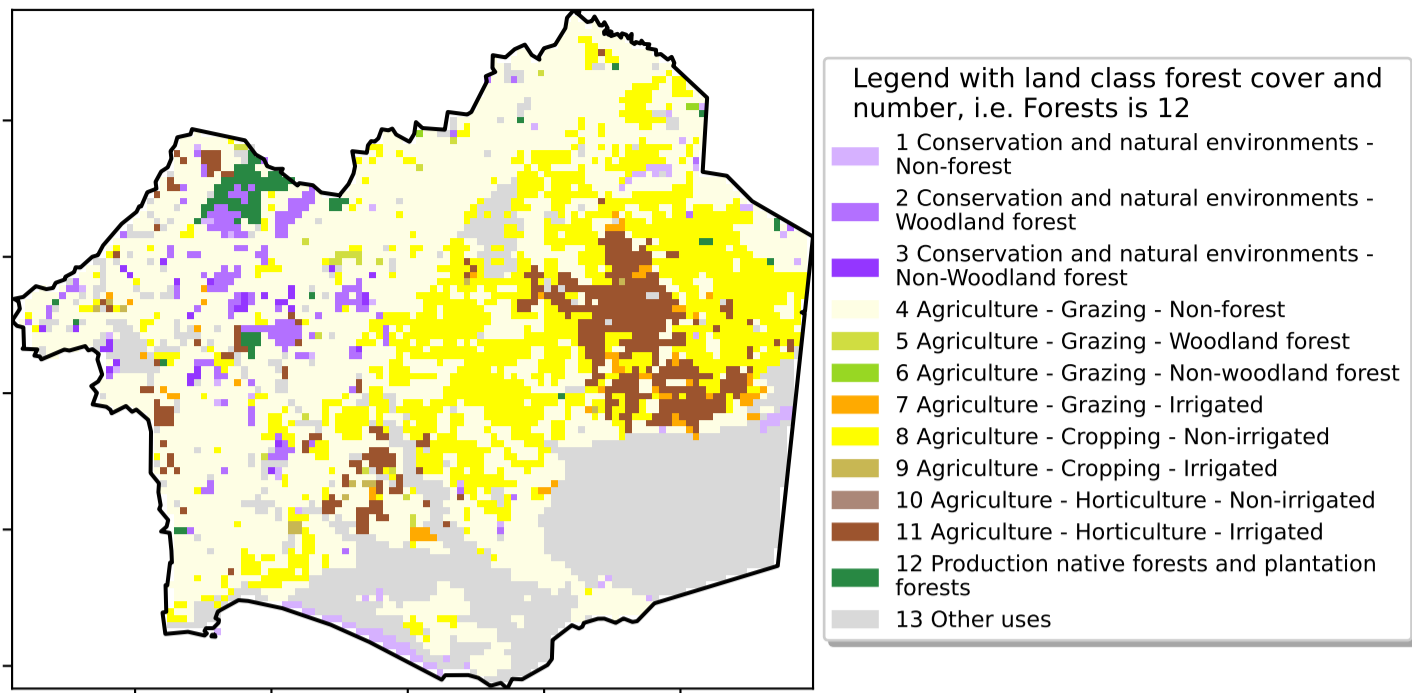 Legend with land class forest cover and
number, i.e. Forests is 12
1 Conservation and natural environments -
Non-forest
2 Conservation and natural environments -
Woodland forest
3 Conservation and natural environments -
Non-Woodland forest
4 Agriculture - Grazing - Non-forest
5 Agriculture - Grazing - Woodland forest
6 Agriculture - Grazing - Non-woodland forest
7 Agriculture - Grazing - Irrigated
8 Agriculture - Cropping - Non-irrigated
9 Agriculture - Cropping - Irrigated
10 Agriculture - Horticulture - Non-irrigated
11 Agriculture - Horticulture - Irrigated
12 Production native forests and plantation
forests
13 Other uses